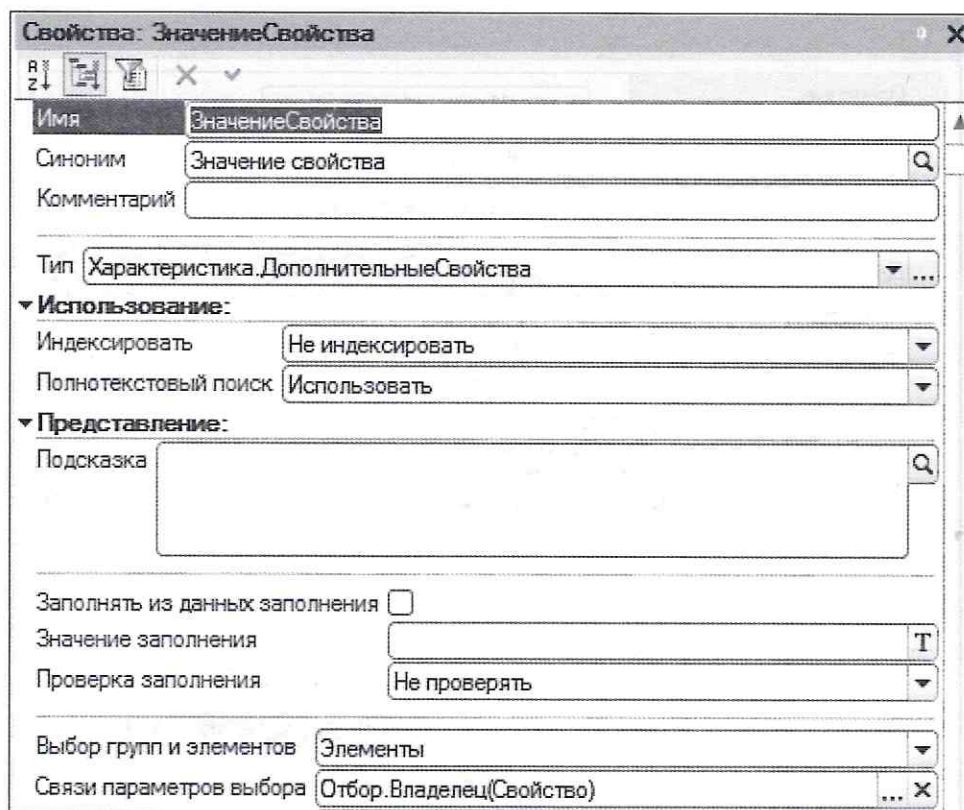 Свойства: ЗначениеСвойства
Имя ЗначениеСвойства
Синоним Значение свойства
Комментарий
Тип Характеристика.ДополнительныеСвойства ...
Использование:
Индексировать Не индексировать
Полнотекстовый поиск Использовать
Представление:
Подсказка
Заполнять из данных заполнения
Значение заполнения T
Проверка заполнения Не проверять
Выбор групп и элементов Элементы
Связи параметров выбора Отбор.Владелец(Свойство) ...